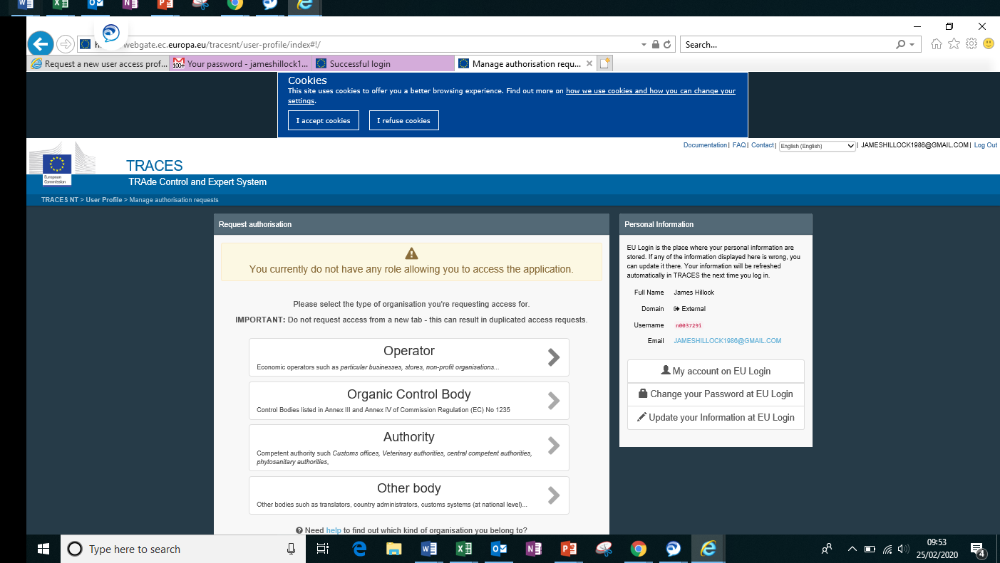 webgate.ec.europa.eu/tracesnt/user-profile/index#!/
Search...
Request a new user access prof...
100+
Your password - jameshillock1...
Successful login
Manage authorisation requ...
Cookies
This site uses cookies to offer you a better browsing experience. Find out more on how we use cookies and how you can change your
settings.
I accept cookies
I refuse cookies
Documentation| FAQ| Contact| English (English) | JAMESHILLOCK1986@GMAIL.COM| Log Out
European
Commission
TRACES
TRAde Control and Expert System
TRACES NT > User Profile > Manage authorisation requests
Request authorisation
You currently do not have any role allowing you to access the application.
Please select the type of organisation you're requesting access for.
IMPORTANT: Do not request access from a new tab - this can result in duplicated access requests.
Operator
Economic operators such as particular businesses, stores, non-profit organisations...
Organic Control Body
Control Bodies listed in Annex III and Annex IV of Commission Regulation (EC) No 1235
Authority
Competent authority such Customs offices, Veterinary authorities, central competent authorities,
phytosanitary authorities,
Other body
Other bodies such as translators, country administrators, customs systems (at national level)...
Need help to find out which kind of organisation you belong to?
Personal Information
EU Login is the place where your personal information are
stored. If any of the information displayed here is wrong, you
can update it there. Your information will be refreshed
automatically in TRACES the next time you log in.
Full Name James Hillock
Domain External
Username n003729i
Email JAMESHILLOCK1986@GMAIL.COM
My account on EU Login
Change your Password at EU Login
Update your Information at EU Login
Type here to search
09:53
25/02/2020
4